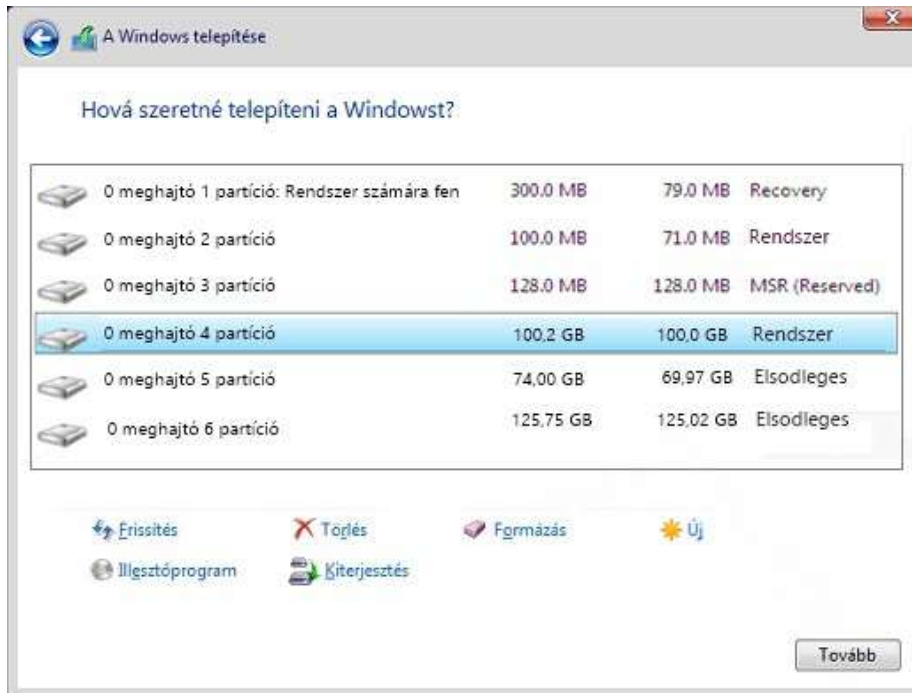 A Windows telepítése
Hová szeretné telepíteni a Windowst?
0 meghajtó 1 partíció: Rendszer számára fen 300.0 MB 79.0 MB Recovery
0 meghajtó 2 partíció 100.0 MB 71.0 MB Rendszer
0 meghajtó 3 partíció 128.0 MB 128.0 MB MSR (Reserved)
0 meghajtó 4 partíció 100,2 GB 100,0 GB Rendszer
0 meghajtó 5 partíció 74,00 GB 69,97 GB Elsodleges
0 meghajtó 6 partíció 125,75 GB 125,02 GB Elsodleges
Frissítés Törlés Formázás Új
Illesztőprogram Kiterjesztés
Tovább